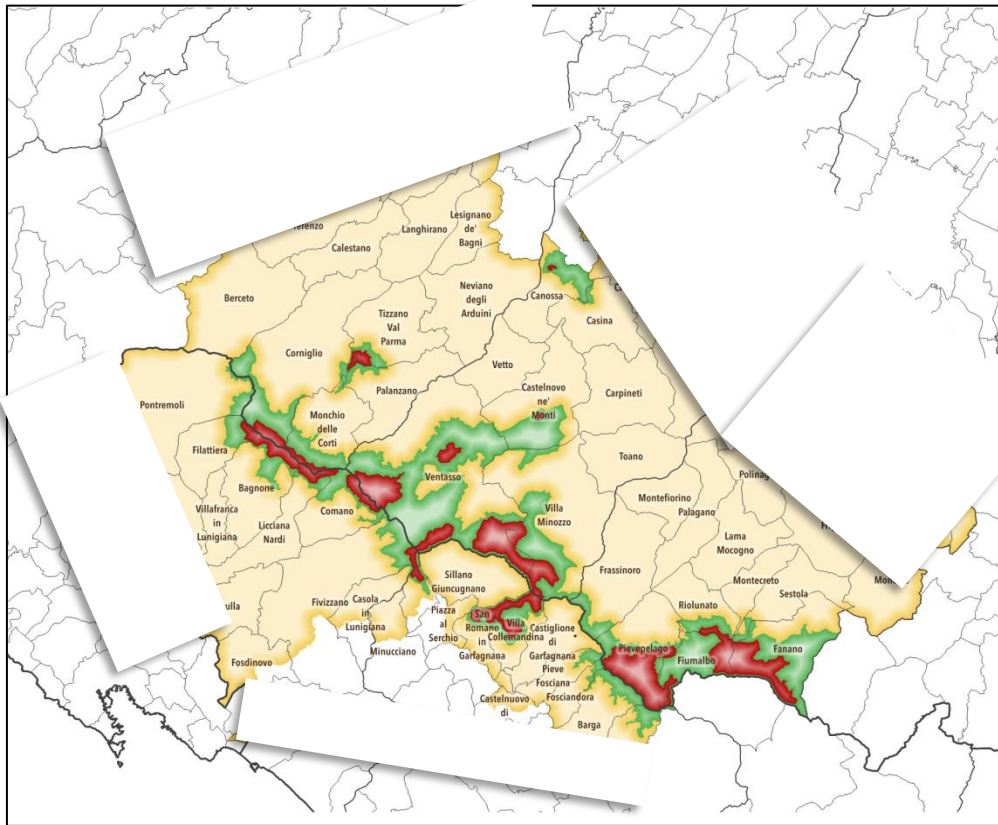 Lesignano
de'
Bagni
Langhirano
Calestano
Neviano
degli
Arduini
Berceto
Canossa
Casina
Tizzano
Val
Parma
Corniglio
Vetto
Palanzano
Castelnovo
ne'
Monti
Carpineti
Pontremoli
Monchio
delle
Corti
Filattiera
Toano
Bagnone
Ventasso
Montefiorino
Palagano
Villafranca
in
Lunigiana
Comano
Villa
Minozzo
Licciana
Nardi
Lama
Mocogno
Frassinoro
Sillano
Giuncugnano
Montecreto
Sestola
Fivizzano
Casola
in
Lunigiana
Piazza
al
Serchio
Riolunato
San
Romano
in
Garfagnana
Villa
Collemandina
Castiglione
di
Garfagnana
Minucciano
Pievepelago
Fiumalbo
Fanano
Fosdinovo
Pieve
Fosciana
Fosciandora
Castelnuovo
di
Barga